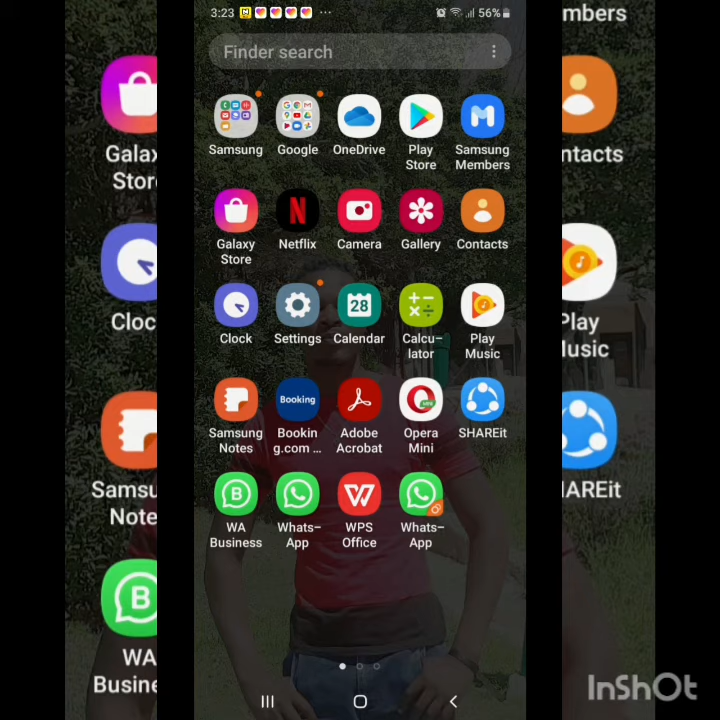 3:23
56%
Finder search
Samsung
Google
OneDrive
Play
Store
Samsung
Members
Galaxy
Store
Netflix
Camera
Gallery
Contacts
Clock
Settings
28
Calendar
Calcu-
lator
Play
Music
Samsung
Notes
Booking
Bookin
g.com ...
Adobe
Acrobat
Opera
Mini
SHAREit
WA
Business
Whats-
App
WPS
Office
Whats-
App
Galax
Stor
Cloc
Samsu
Note
B
WA
Busine
mbers
ntacts
Play
Music
HAREit
InShOt